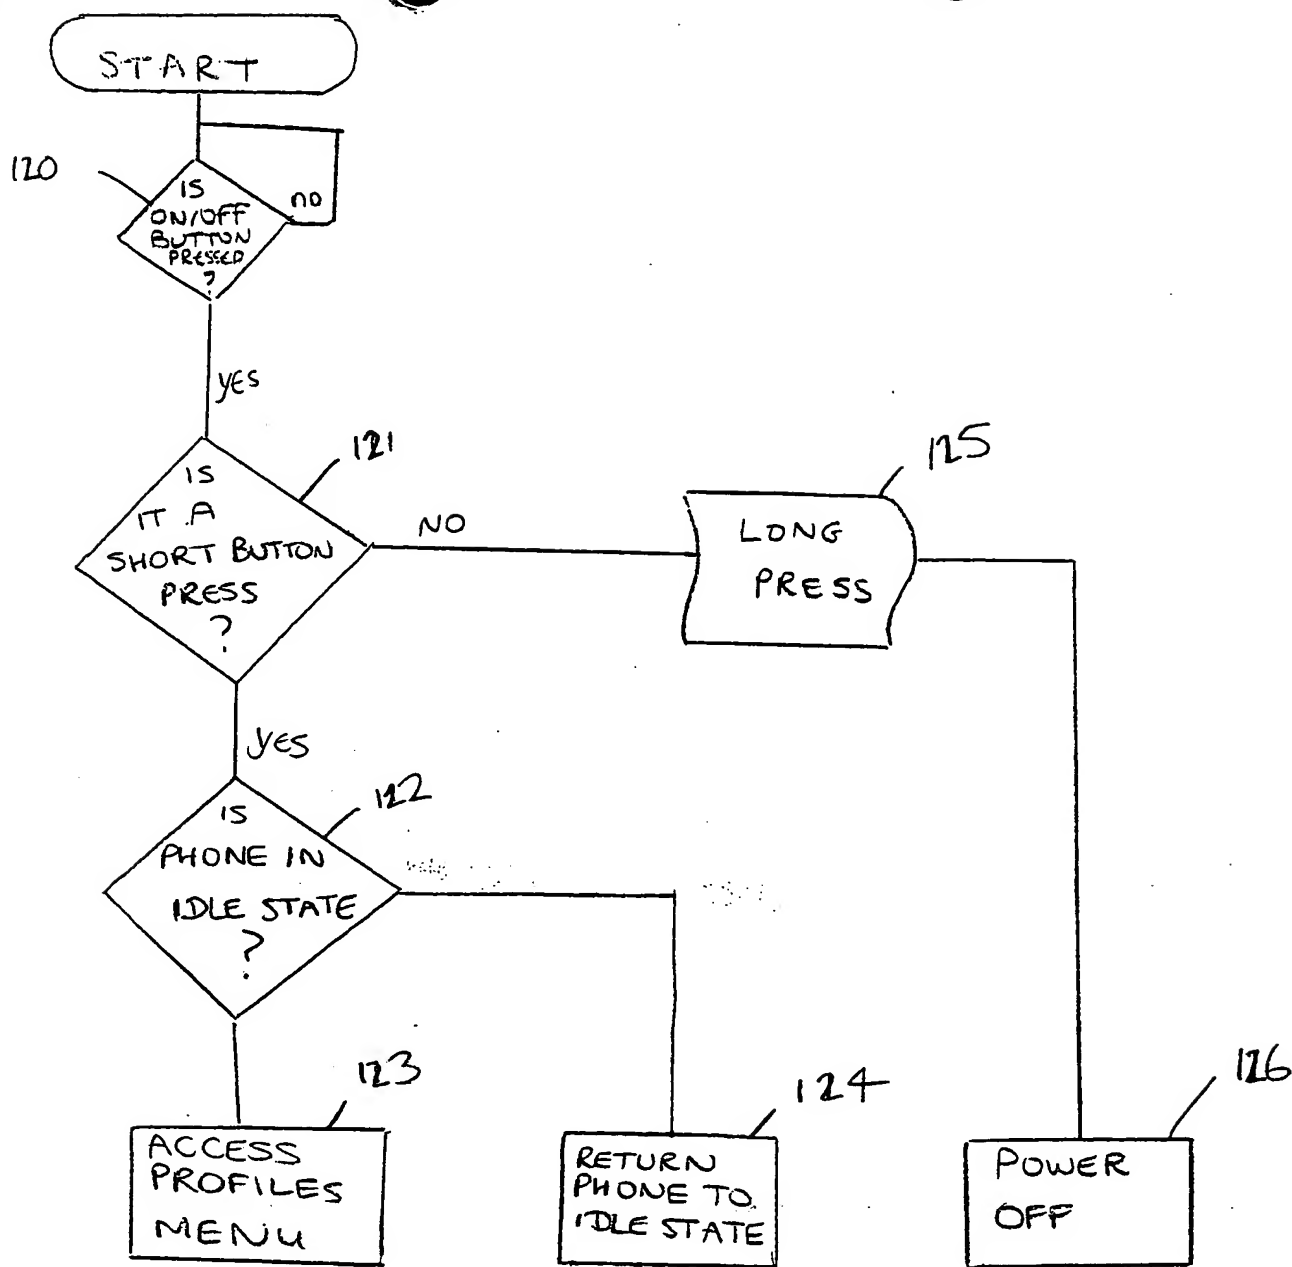 START
120
IS
ON/OFF
BUTTON
PRESSED
?
no
yes
121
IS
IT A
SHORT BUTTON
PRESS
?
NO
125
LONG
PRESS
yes
122
IS
PHONE IN
IDLE STATE
?
123
ACCESS
PROFILES
MENU
124
RETURN
PHONE TO
IDLE STATE
126
POWER
OFF